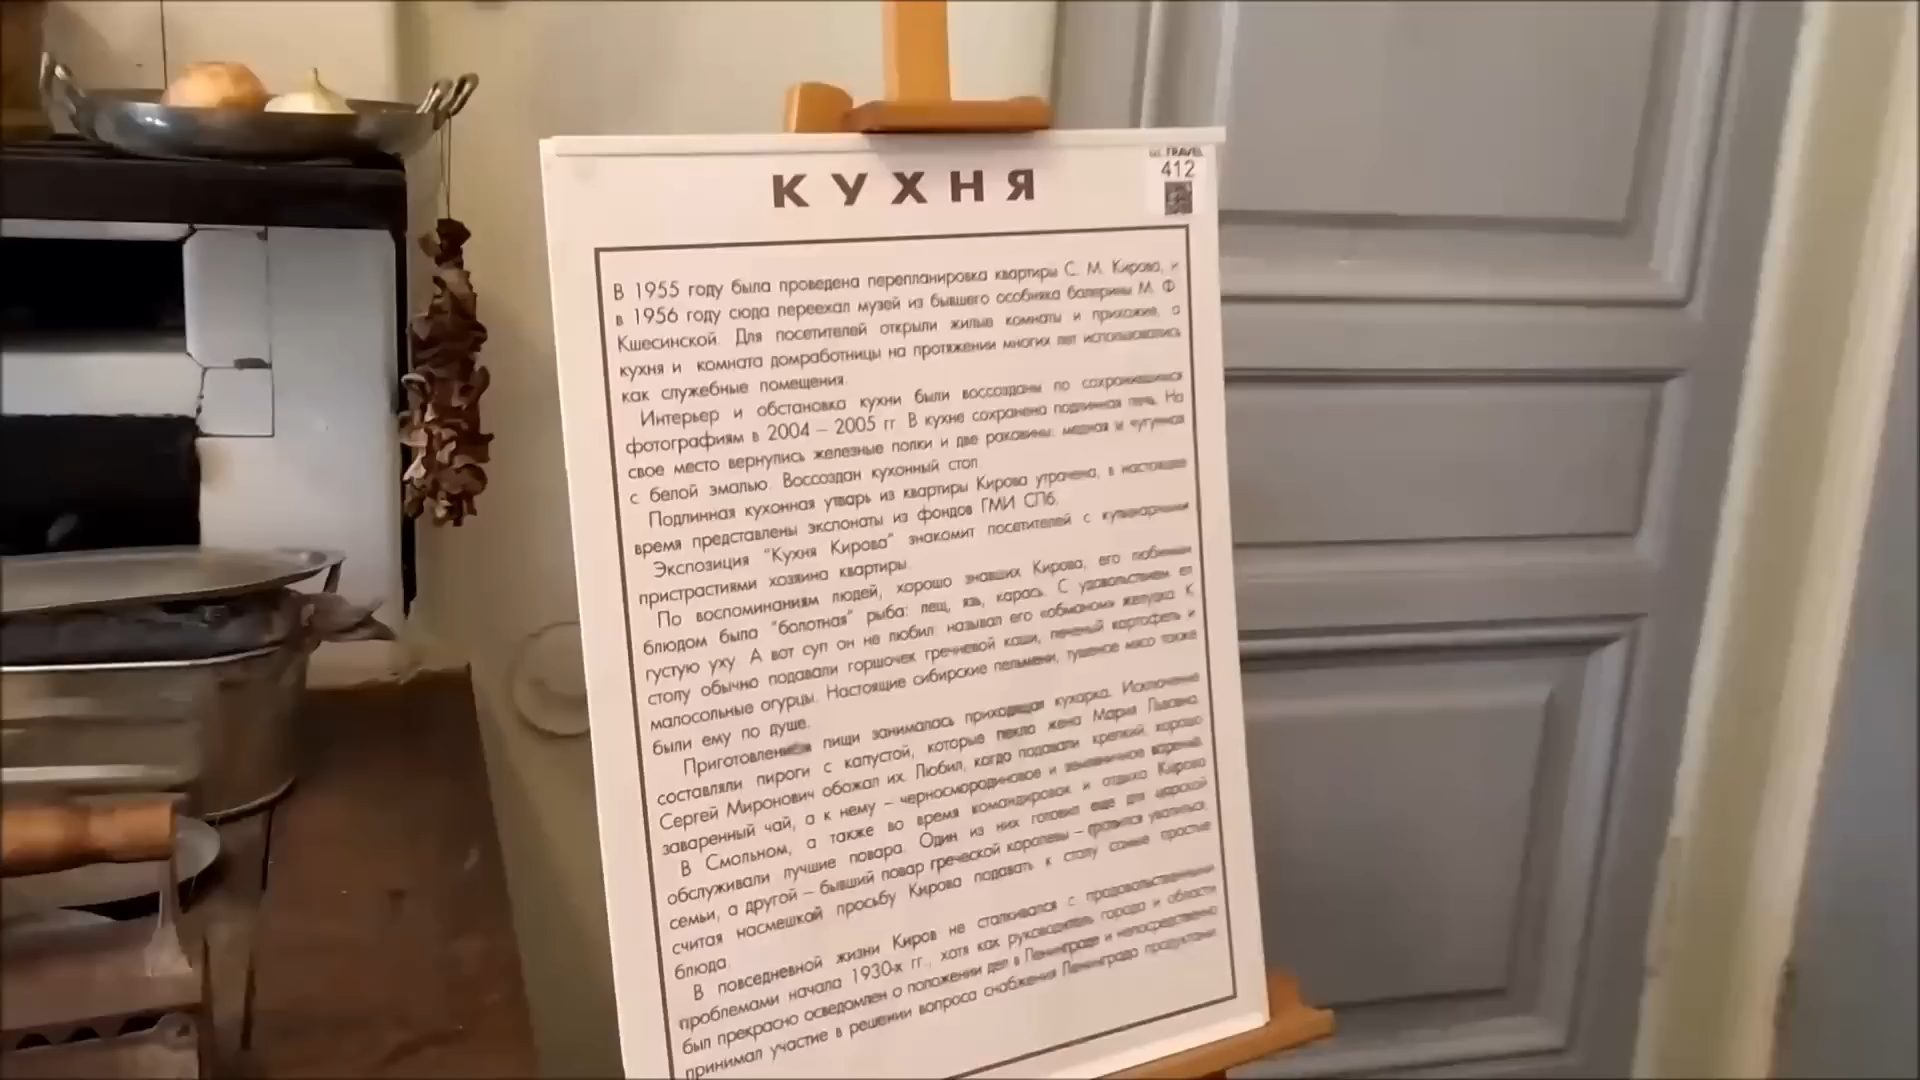 КУХНЯ
TRAVEL
412
В 1955 году была проведена перепланировка квартиры С. М. Кирова, и
в 1956 году сюда переехал музей из бывшего особняка балерины М. Ф.
Кшесинской. Для посетителей открыли жилые комнаты и прихожие, а
кухня и комната домработницы на протяжении многих лет использовались
как служебные помещения.
Интерьер и обстановка кухни были воссозданы по сохранившимся
фотографиям в 2004 – 2005 гг. В кухне сохранена подлинная печь. На
свое место вернулись железные полки и две раковины: медная и чугунная
с белой эмалью. Воссоздан кухонный стол.
Подлинная кухонная утварь из квартиры Кирова утрачена, в настоящее
время представлены экспонаты из фондов ГМИ СПб.
Экспозиция "Кухня Кирова" знакомит посетителей с кулинарными
пристрастиями хозяина квартиры.
По воспоминаниям людей, хорошо знавших Кирова, его любимым
блюдом была "болотная" рыба: лещ, язь, карась. С удовольствием ел
густую уху. А вот суп он не любил: называл его «обманом» желудка. К
столу обычно подавали горшочек гречневой каши, печеный картофель и
малосольные огурцы. Настоящие сибирские пельмени, тушеное мясо также
были ему по душе.
Приготовлением пищи занималась приходящая кухарка. Исключение
составляли пироги с капустой, которые пекла жена Мария Львовна.
Сергей Миронович обожал их. Любил, когда подавали крепкий, хорошо
заваренный чай, а к нему – черносмородиновое и земляничное варенье.
В Смольном, а также во время командировок и отдыха Кирова
обслуживали лучшие повара. Один из них готовил еще для царской
семьи, а другой – бывший повар греческой королевы – грозился уволиться,
считая насмешкой просьбу Кирова подавать к столу самые простые
блюда.
В повседневной жизни Киров не сталкивался с продовольственными
проблемами начала 1930-х гг., хотя как руководитель города и области
был прекрасно осведомлен о положении дел в Ленинграде и непосредственно
принимал участие в решении вопроса снабжения Ленинграда продуктами